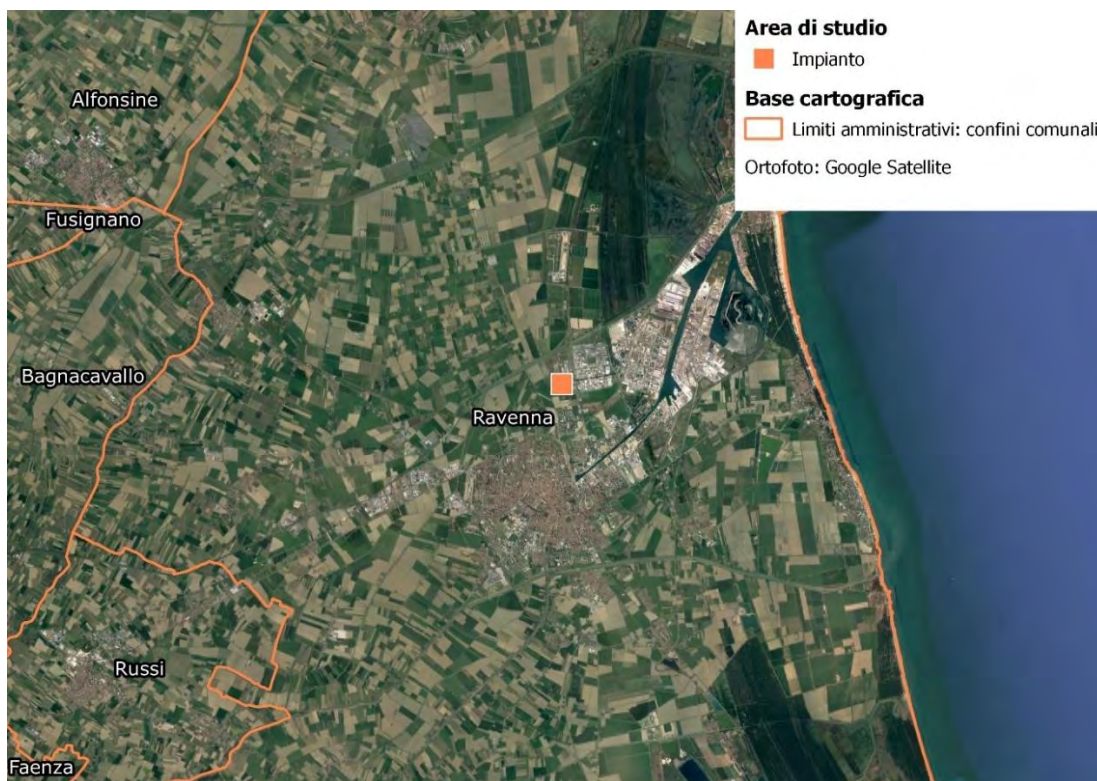 Area di studio
Impianto
Base cartografica
Limiti amministrativi: confini comunali
Ortofoto: Google Satellite
Alfonsine
Fusignano
Bagnacavallo
Ravenna
Russi
Faenza